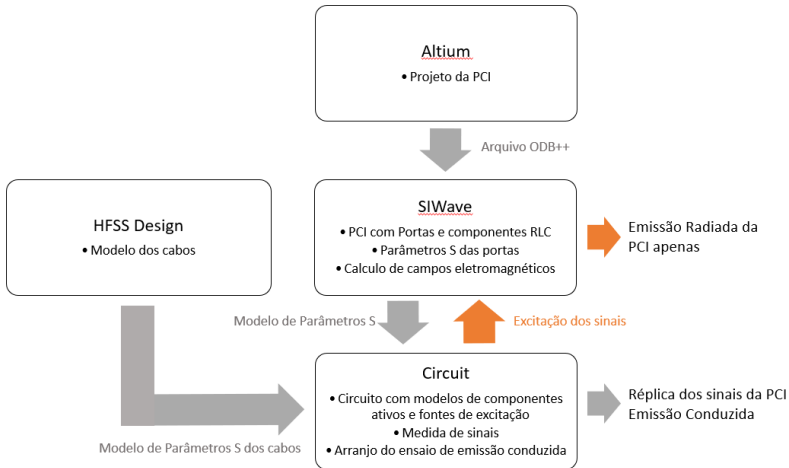 Altium
• Projeto da PCI
Arquivo ODB++
HFSS Design
• Modelo dos cabos
SIWave
• PCI com Portas e componentes RLC
• Parâmetros S das portas
• Calculo de campos eletromagnéticos
Emissão Radiada da
PCI apenas
Modelo de Parâmetros S
Excitação dos sinais
Circuit
• Circuito com modelos de componentes
ativos e fontes de excitação
• Medida de sinais
• Arranjo do ensaio de emissão conduzida
Réplica dos sinais da PCI
Emissão Conduzida
Modelo de Parâmetros S dos cabos